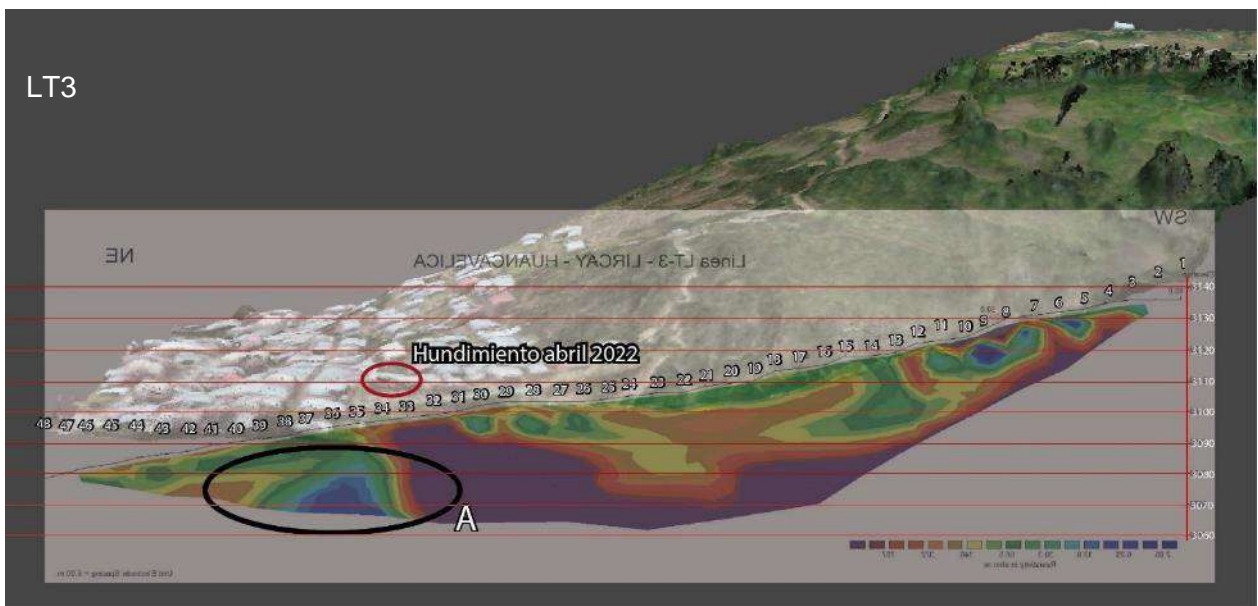 LT3
SW
NE
Línea LT-3 - LIRCAY - HUANCAVELICA
48 47 46 45 44 43 42 41 40 39 38 37 36 35 34 33 32 31 30 29 28 27 26 25 24 23 22 21 20 19 18 17 16 15 14 13 12 11 10 9 8 7 6 5 4 3 2 1
3140
3130
3120
Hundimiento abril 2022
3110
3100
3090
3080
3070
3060
A
Resistivity in ohm.m